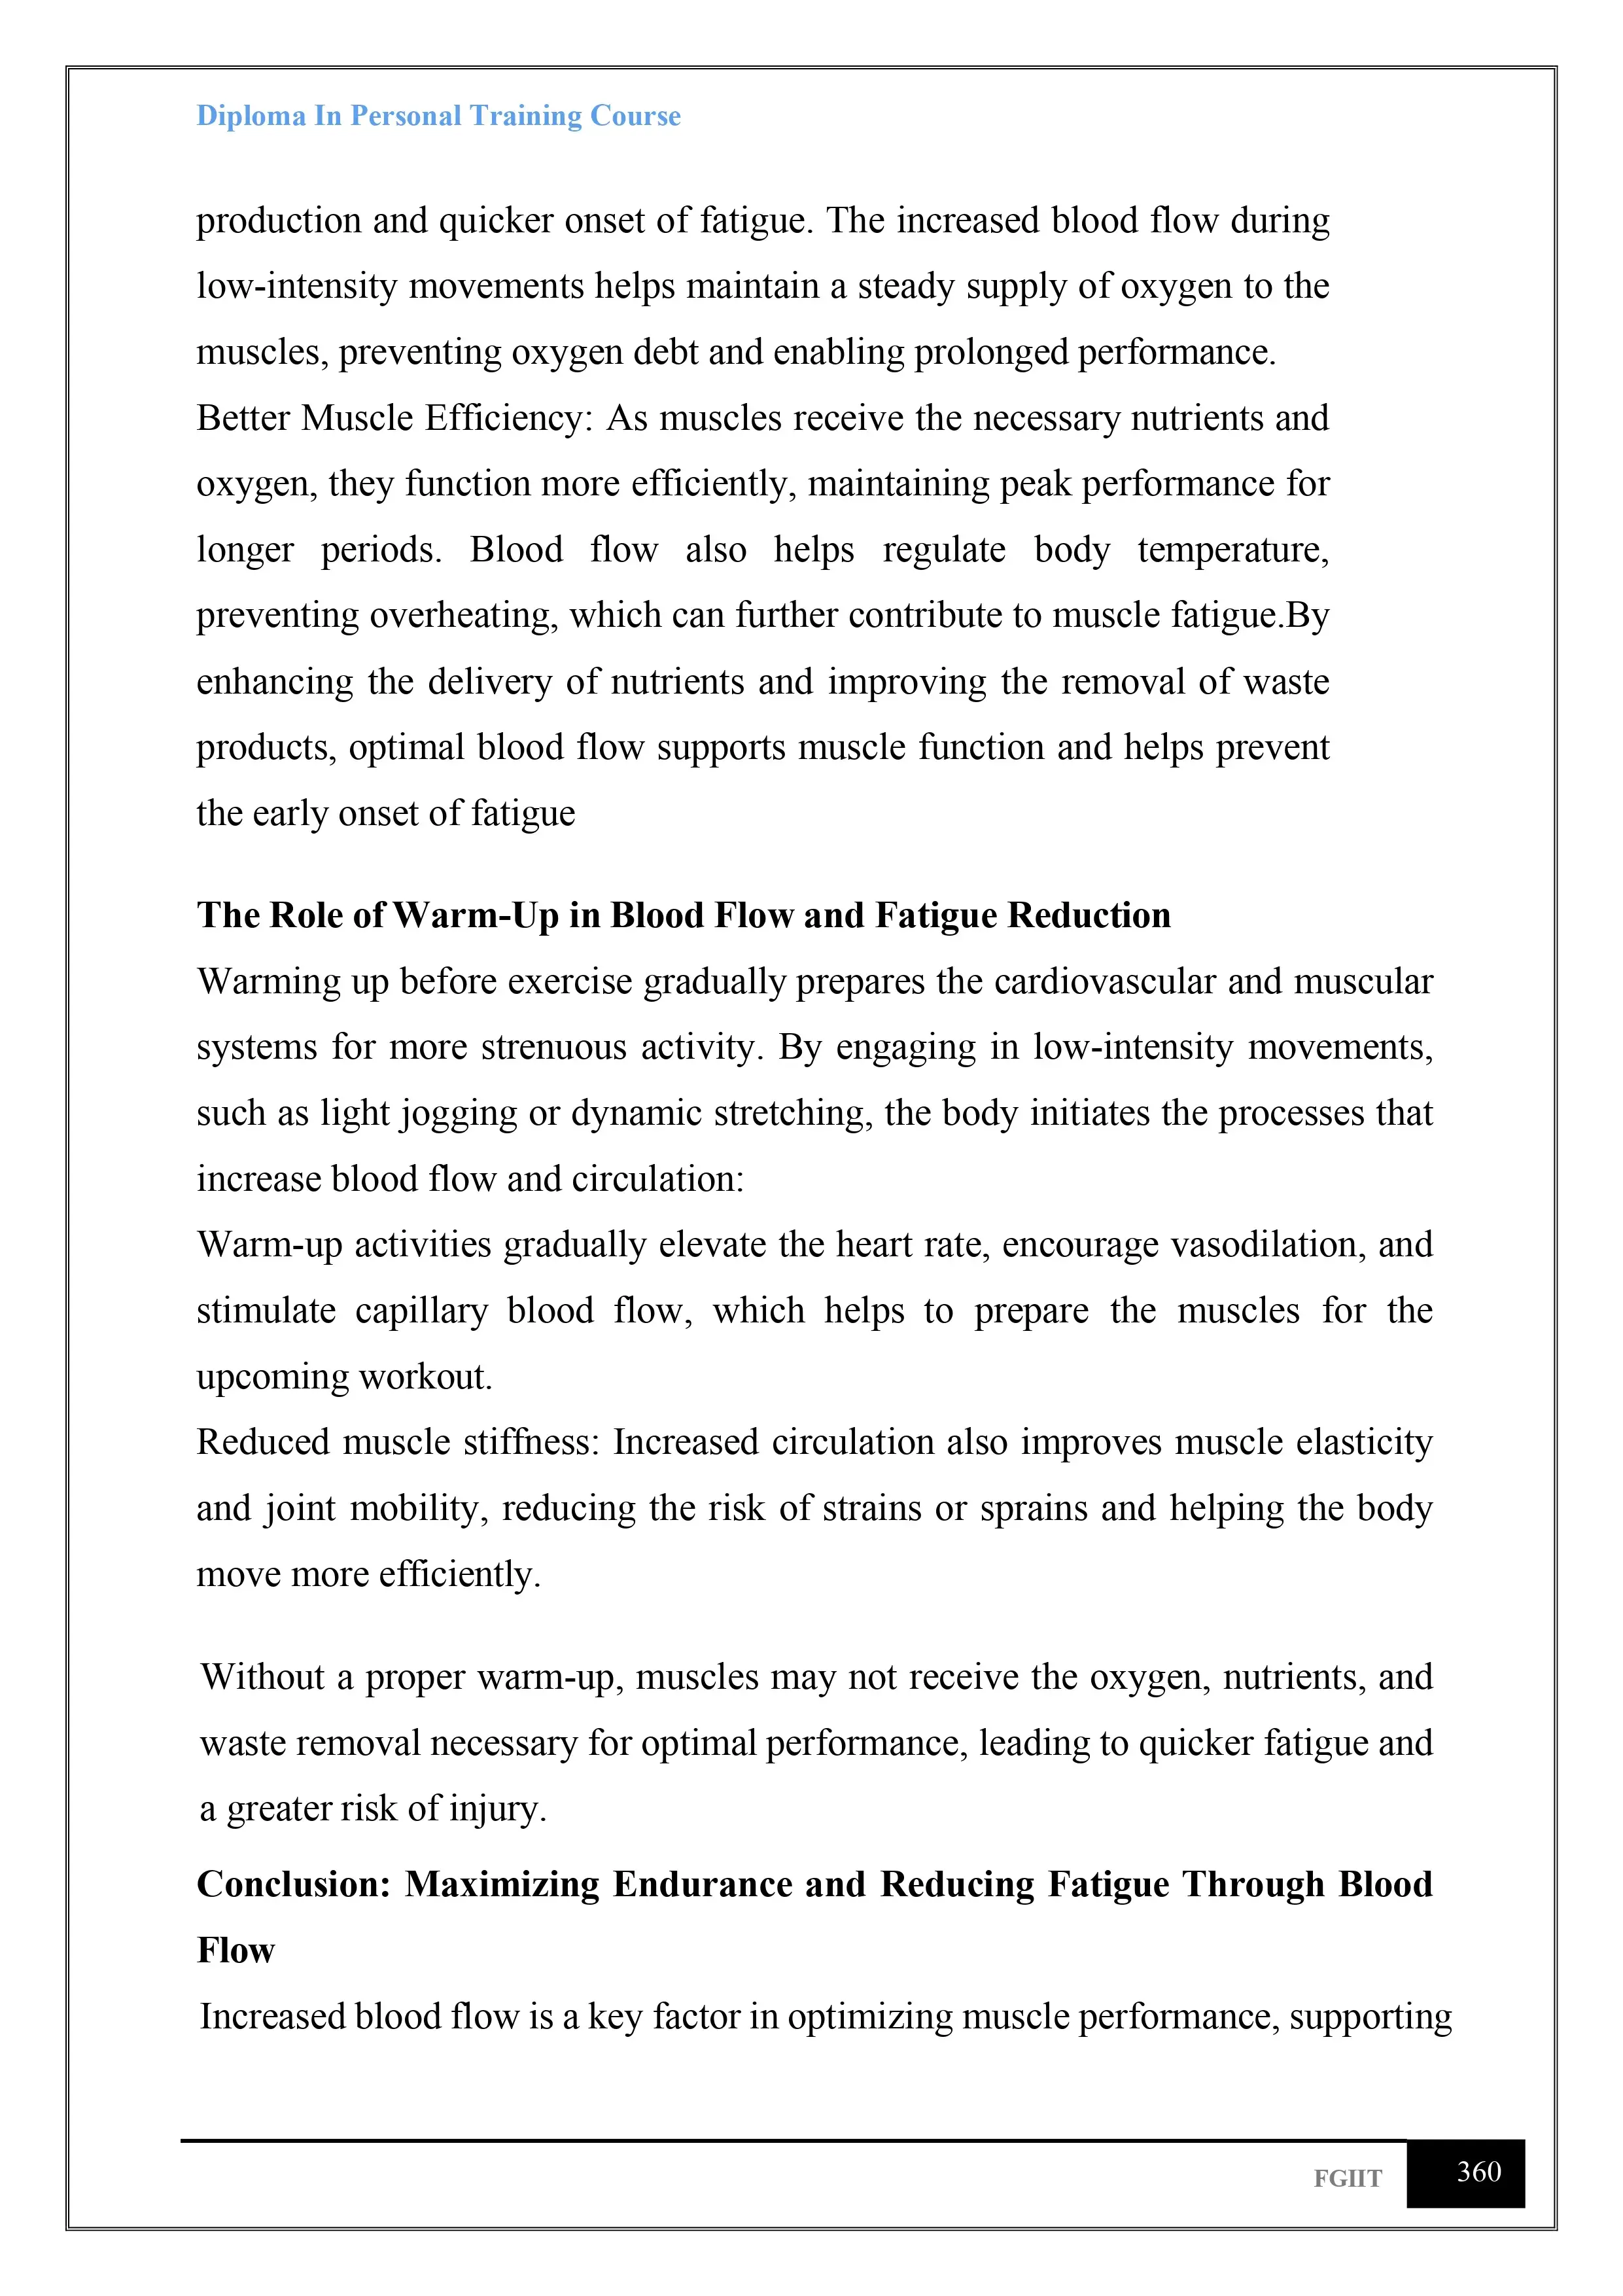 Diploma In Personal Training Course
production and quicker onset of fatigue. The increased blood flow during
low-intensity movements helps maintain a steady supply of oxygen to the
muscles, preventing oxygen debt and enabling prolonged performance.
Better Muscle Efficiency: As muscles receive the necessary nutrients and
oxygen, they function more efficiently, maintaining peak performance for
longer periods. Blood flow also helps regulate body temperature,
preventing overheating, which can further contribute to muscle fatigue.By
enhancing the delivery of nutrients and improving the removal of waste
products, optimal blood flow supports muscle function and helps prevent
the early onset of fatigue
The Role of Warm-Up in Blood Flow and Fatigue Reduction
Warming up before exercise gradually prepares the cardiovascular and muscular
systems for more strenuous activity. By engaging in low-intensity movements,
such as light jogging or dynamic stretching, the body initiates the processes that
increase blood flow and circulation:
Warm-up activities gradually elevate the heart rate, encourage vasodilation, and
stimulate capillary blood flow, which helps to prepare the muscles for the
upcoming workout.
Reduced muscle stiffness: Increased circulation also improves muscle elasticity
and joint mobility, reducing the risk of strains or sprains and helping the body
move more efficiently.
Without a proper warm-up, muscles may not receive the oxygen, nutrients, and
waste removal necessary for optimal performance, leading to quicker fatigue and
a greater risk of injury.
Conclusion: Maximizing Endurance and Reducing Fatigue Through Blood
Flow
Increased blood flow is a key factor in optimizing muscle performance, supporting
FGIIT
360